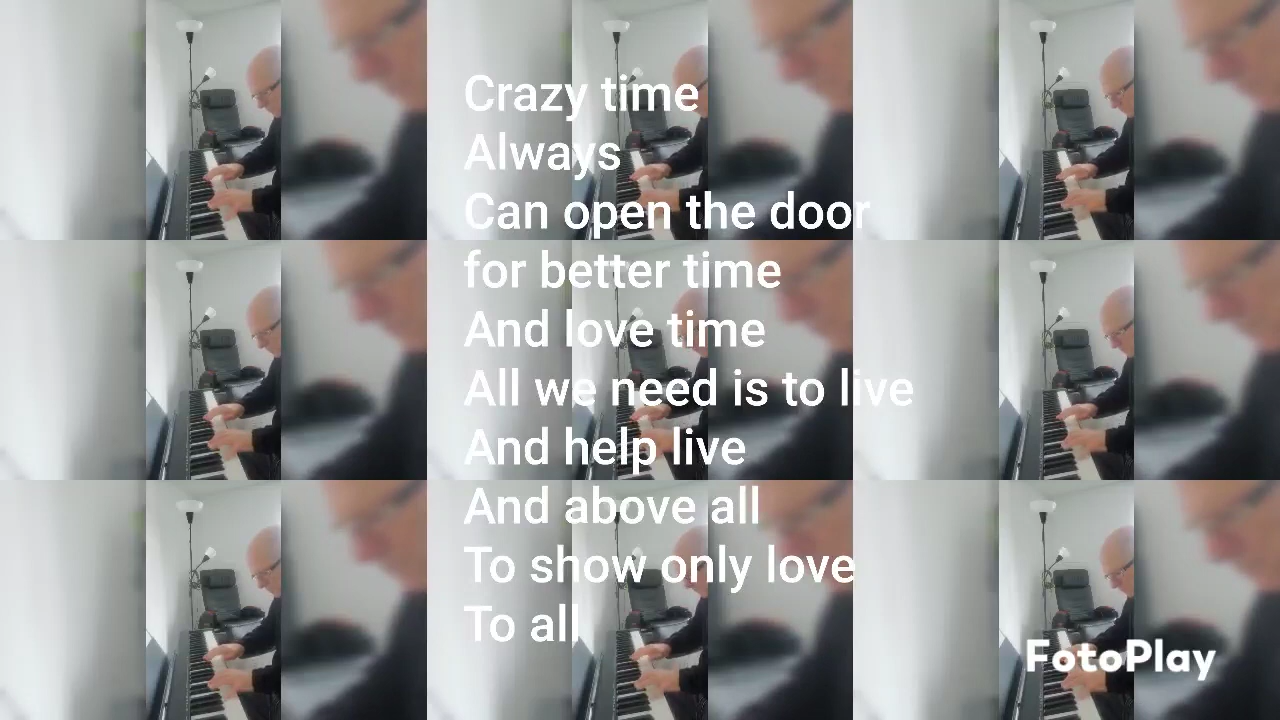 Crazy time
Always
Can open the door
for better time
And love time
All we need is to live
And help live
And above all
To show only love
To all
FotoPlay